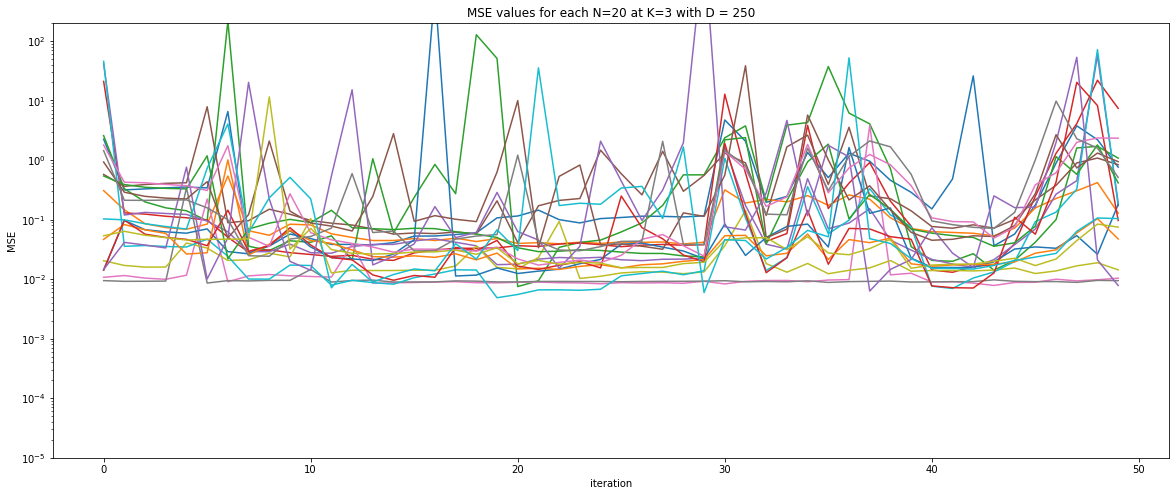 MSE values for each N=20 at K=3 with D = 250
MSE
10²
10¹
10⁰
10⁻¹
10⁻²
10⁻³
10⁻⁴
10⁻⁵
0 10 20 30 40 50
iteration